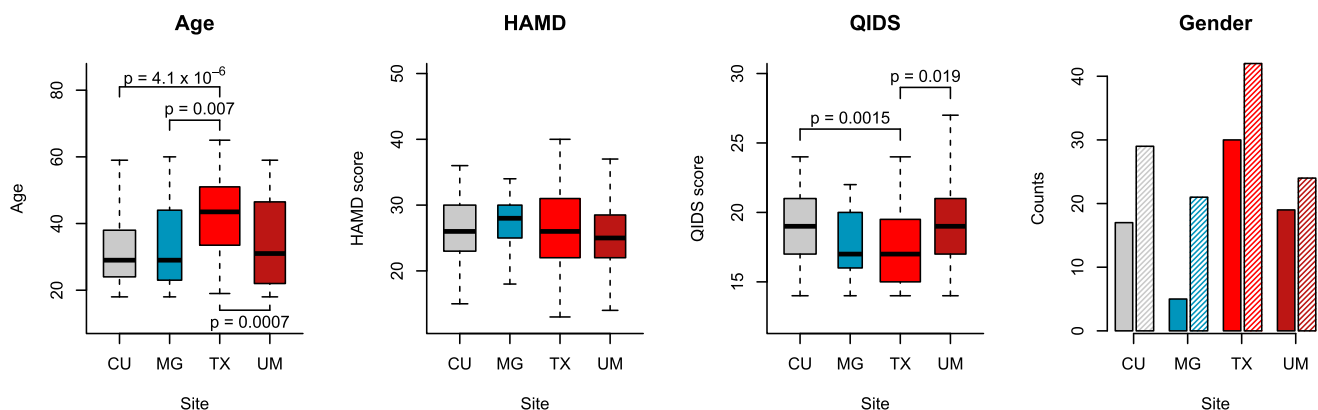 Age
80
60
40
20
Age
p = 4.1 x 10⁻⁶
p = 0.007
p = 0.0007
CU MG TX UM
Site
HAMD
50
40
30
20
HAMD score
CU MG TX UM
Site
QIDS
30
25
20
15
QIDS score
p = 0.019
p = 0.0015
CU MG TX UM
Site
Gender
40
30
20
10
0
Counts
CU MG TX UM
Site